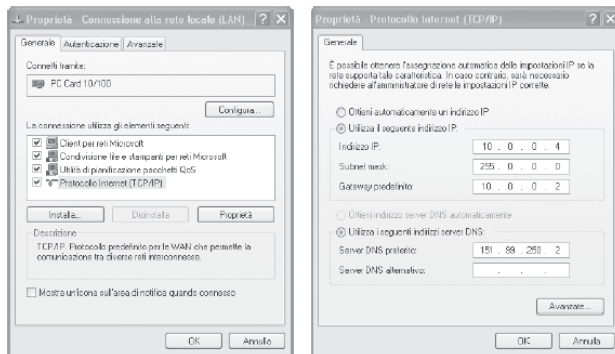 Proprietà - Connessione alla rete locale (LAN)
Generale
Autenticazione
Avanzate
Connetti tramite:
PC Card 10/100
Configura...
La connessione utilizza gli elementi seguenti:
Client per reti Microsoft
Condivisione file e stampanti per reti Microsoft
Utilità di pianificazione pacchetti QoS
Protocollo Internet (TCP/IP)
Installa...
Disinstalla
Proprietà
Descrizione
TCP/IP. Protocollo predefinito per le WAN che permette la
comunicazione tra diverse reti interconnesse.
Mostra un'icona sull'area di notifica quando connesso
OK
Annulla
Proprietà - Protocollo Internet (TCP/IP)
Generale
È possibile ottenere l'assegnazione automatica delle impostazioni IP se la
rete supporta tale caratteristica. In caso contrario, sarà necessario
richiedere all'amministratore di rete le impostazioni IP corrette.
Ottieni automaticamente un indirizzo IP
Utilizza il seguente indirizzo IP:
Indirizzo IP: 10 . 0 . 0 . 4
Subnet mask: 255 . 0 . 0 . 0
Gateway predefinito: 10 . 0 . 0 . 2
Ottieni indirizzo server DNS automaticamente
Utilizza i seguenti indirizzi server DNS:
Server DNS preferito: 151 . 99 . 250 . 2
Server DNS alternativo: . . .
Avanzate...
OK
Annulla